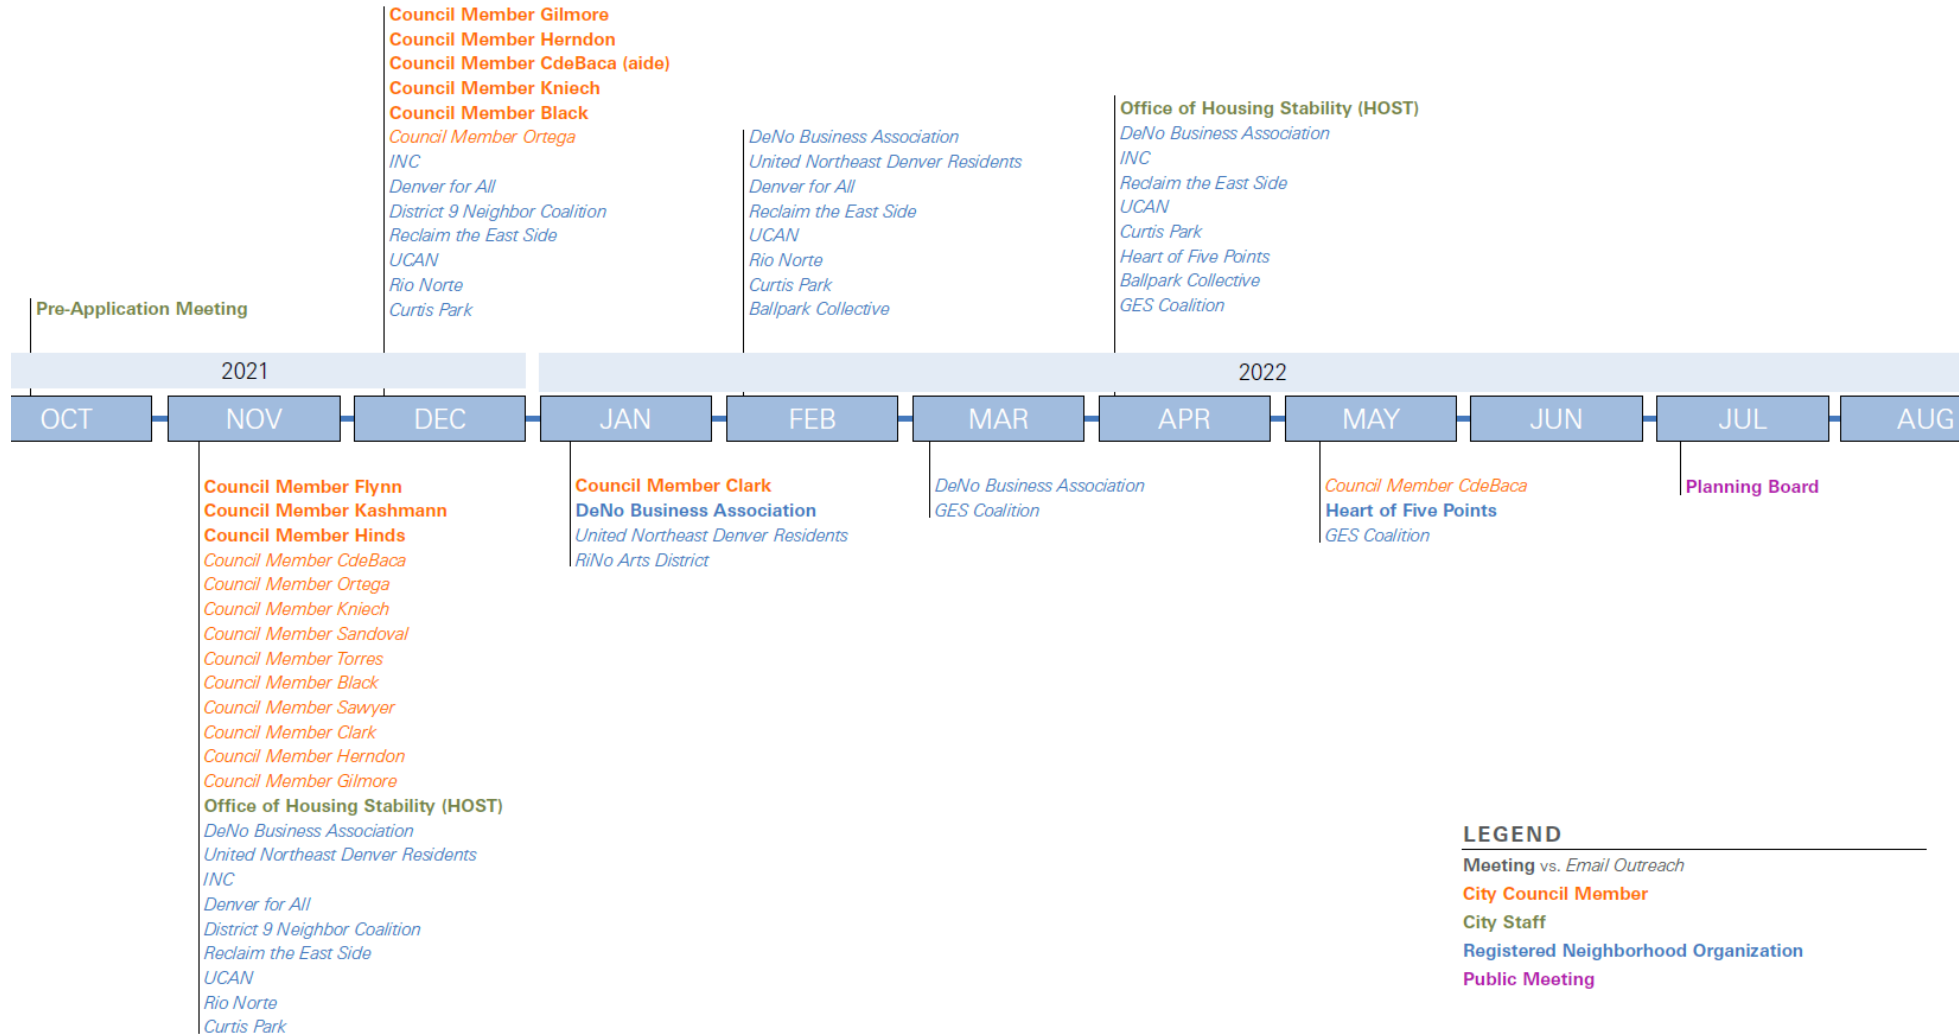 Council Member Gilmore
Council Member Herndon
Council Member CdeBaca (aide)
Council Member Kniech
Council Member Black
Council Member Ortega
INC
Denver for All
District 9 Neighbor Coalition
Reclaim the East Side
UCAN
Rio Norte
Curtis Park
DeNo Business Association
United Northeast Denver Residents
Denver for All
Reclaim the East Side
UCAN
Rio Norte
Curtis Park
Ballpark Collective
Office of Housing Stability (HOST)
DeNo Business Association
INC
Reclaim the East Side
UCAN
Curtis Park
Heart of Five Points
Ballpark Collective
GES Coalition
Pre-Application Meeting
2021
2022
OCT
NOV
DEC
JAN
FEB
MAR
APR
MAY
JUN
JUL
AUG
Council Member Flynn
Council Member Kashmann
Council Member Hinds
Council Member CdeBaca
Council Member Ortega
Council Member Kniech
Council Member Sandoval
Council Member Torres
Council Member Black
Council Member Sawyer
Council Member Clark
Council Member Herndon
Council Member Gilmore
Office of Housing Stability (HOST)
DeNo Business Association
United Northeast Denver Residents
INC
Denver for All
District 9 Neighbor Coalition
Reclaim the East Side
UCAN
Rio Norte
Curtis Park
Council Member Clark
DeNo Business Association
United Northeast Denver Residents
RiNo Arts District
DeNo Business Association
GES Coalition
Council Member CdeBaca
Heart of Five Points
GES Coalition
Planning Board
LEGEND
Meeting vs. Email Outreach
City Council Member
City Staff
Registered Neighborhood Organization
Public Meeting